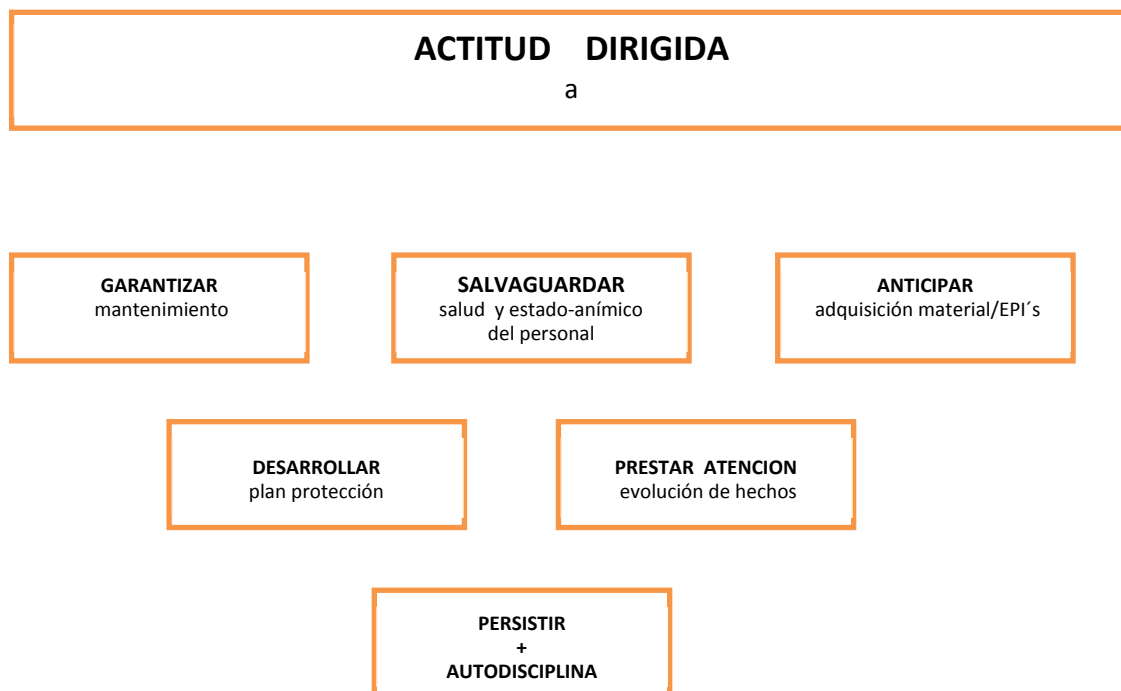 ACTITUD DIRIGIDA
a
GARANTIZAR
mantenimiento
SALVAGUARDAR
salud y estado-anímico
del personal
ANTICIPAR
adquisición material/EPI´s
DESARROLLAR
plan protección
PRESTAR ATENCION
evolución de hechos
PERSISTIR
+
AUTODISCIPLINA